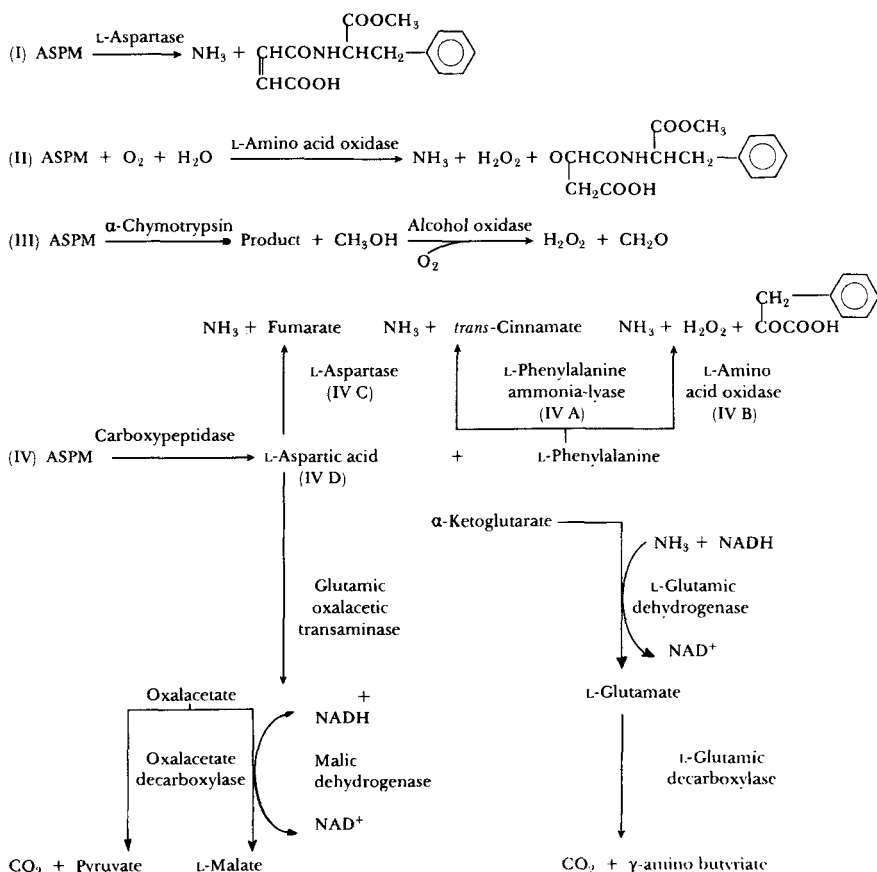 COOCH₃
(I) ASPM L-Aspartase NH₃ + CCONHCHCH₂
CHCOOH
COOCH₃
(II) ASPM + O₂ + H₂O L-Amino acid oxidase NH₃ + H₂O₂ + OCHCONHCHCH₂
CH₂COOH
(III) ASPM α-Chymotrypsin Product + CH₃OH Alcohol oxidase H₂O₂ + CH₂O
O₂
CH₂
NH₃ + Fumarate NH₃ + trans-Cinnamate NH₃ + H₂O₂ + COCOOH
L-Aspartase L-Phenylalanine L-Amino
(IV C) ammonia-lyase acid oxidase
(IV A) (IV B)
(IV) ASPM Carboxypeptidase L-Aspartic acid + L-Phenylalanine
(IV D)
α-Ketoglutarate
NH₃ + NADH
Glutamic L-Glutamic
oxalacetic dehydrogenase
transaminase
NAD⁺
Oxalacetate + L-Glutamate
NADH
Oxalacetate Malic L-Glutamic
decarboxylase dehydrogenase decarboxylase
NAD⁺
CO₂ + Pyruvate L-Malate CO₂ + γ-amino butyriate